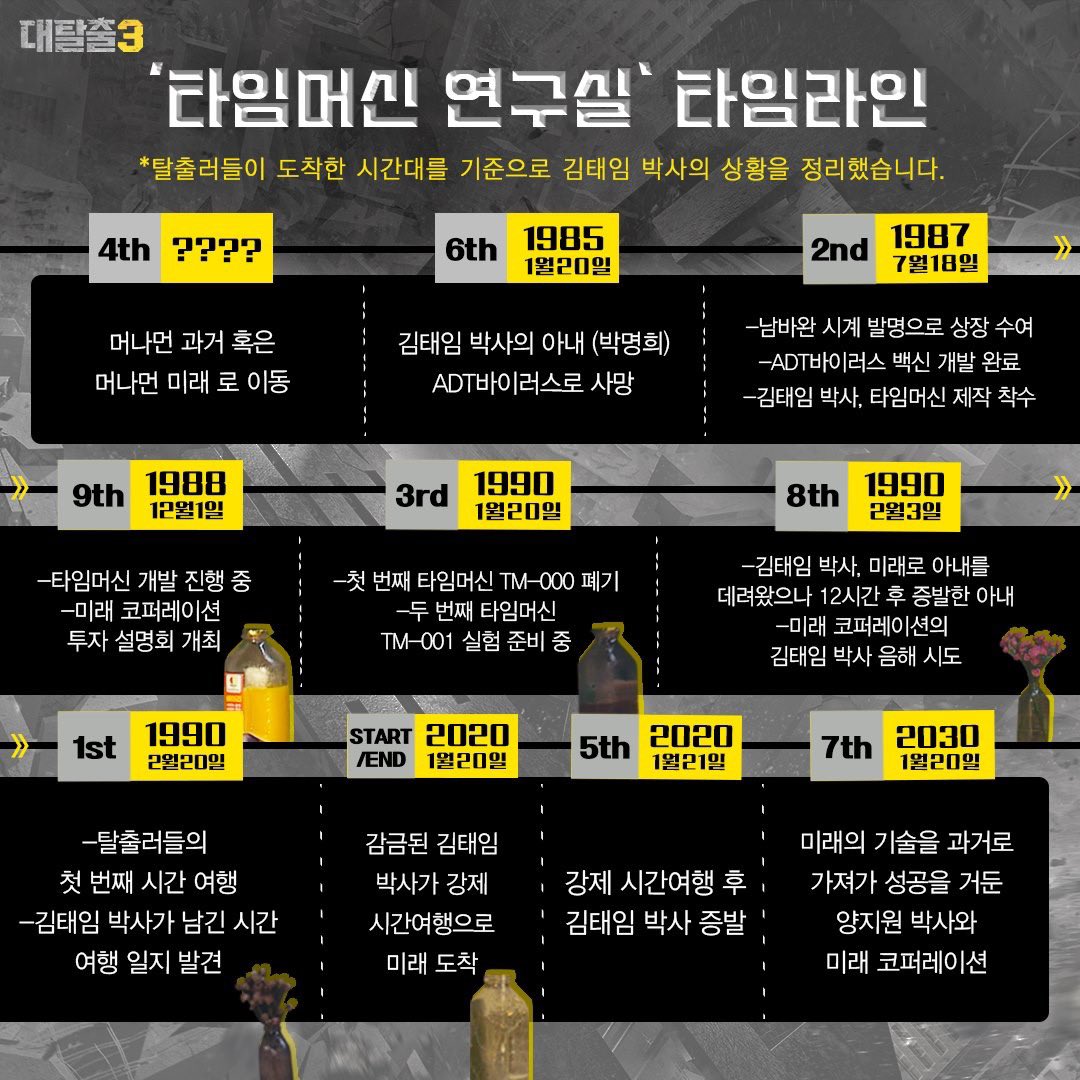 대탈출3
'타임머신 연구실' 타임라인
*탈출러들이 도착한 시간대를 기준으로 김태임 박사의 상황을 정리했습니다.
4th ????
머나먼 과거 혹은
머나먼 미래 로 이동
6th 1985
1월20일
김태임 박사의 아내 (박명희)
ADT바이러스로 사망
2nd 1987
7월18일
-남바완 시계 발명으로 상장 수여
-ADT바이러스 백신 개발 완료
-김태임 박사, 타임머신 제작 착수
9th 1988
12월1일
-타임머신 개발 진행 중
-미래 코퍼레이션
투자 설명회 개최
3rd 1990
1월20일
-첫 번째 타임머신 TM-000 폐기
-두 번째 타임머신
TM-001 실험 준비 중
8th 1990
2월3일
-김태임 박사, 미래로 아내를
데려왔으나 12시간 후 증발한 아내
-미래 코퍼레이션의
김태임 박사 음해 시도
1st 1990
2월20일
-탈출러들의
첫 번째 시간 여행
-김태임 박사가 남긴 시간
여행 일지 발견
START
/END
2020
1월20일
감금된 김태임
박사가 강제
시간여행으로
미래 도착
5th 2020
1월21일
강제 시간여행 후
김태임 박사 증발
7th 2030
1월20일
미래의 기술을 과거로
가져가 성공을 거둔
양지원 박사와
미래 코퍼레이션